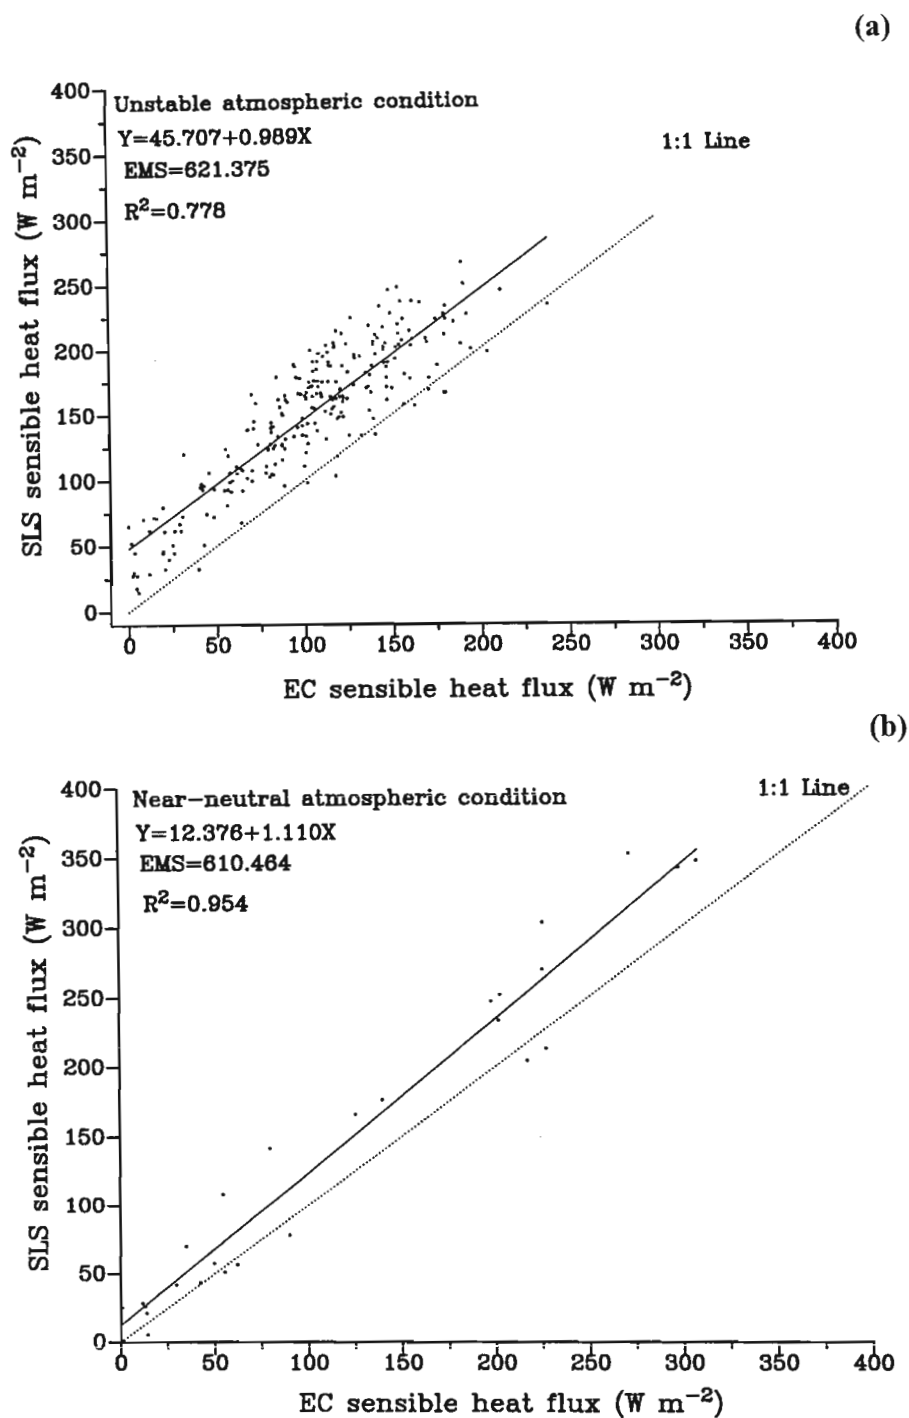 (a)
Unstable atmospheric condition
Y=45.707+0.989X
EMS=621.375
R²=0.778
1:1 Line
400
350
300
250
200
150
100
50
0
SLS sensible heat flux (W m⁻²)
0 50 100 150 200 250 300 350 400
EC sensible heat flux (W m⁻²)
(b)
Near-neutral atmospheric condition
Y=12.376+1.110X
EMS=610.464
R²=0.954
1:1 Line
400
350
300
250
200
150
100
50
0
SLS sensible heat flux (W m⁻²)
0 50 100 150 200 250 300 350 400
EC sensible heat flux (W m⁻²)